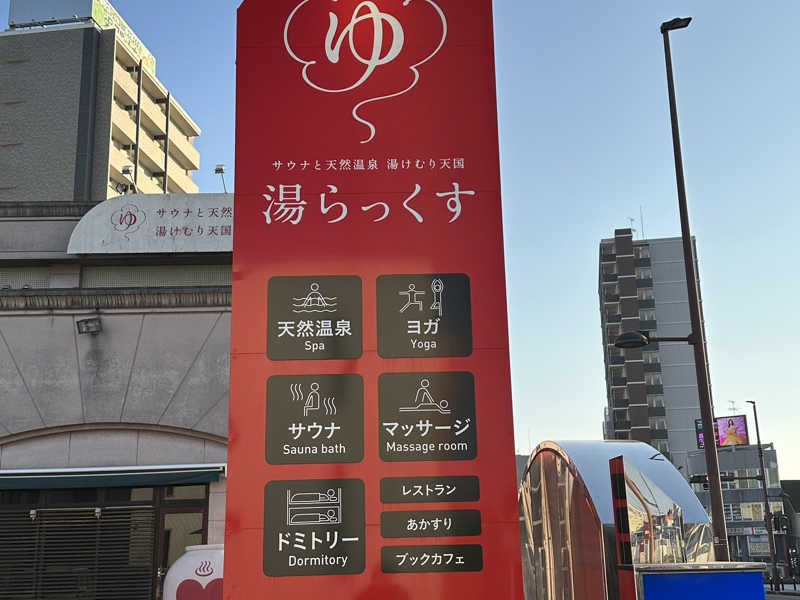 ゆ
サウナと天然温泉 湯けむり天国
湯らっくす
ゆ
サウナと天然
湯けむり天国
天然温泉
Spa
ヨガ
Yoga
サウナ
Sauna bath
マッサージ
Massage room
ドミトリー
Dormitory
レストラン
あかすり
ブックカフェ